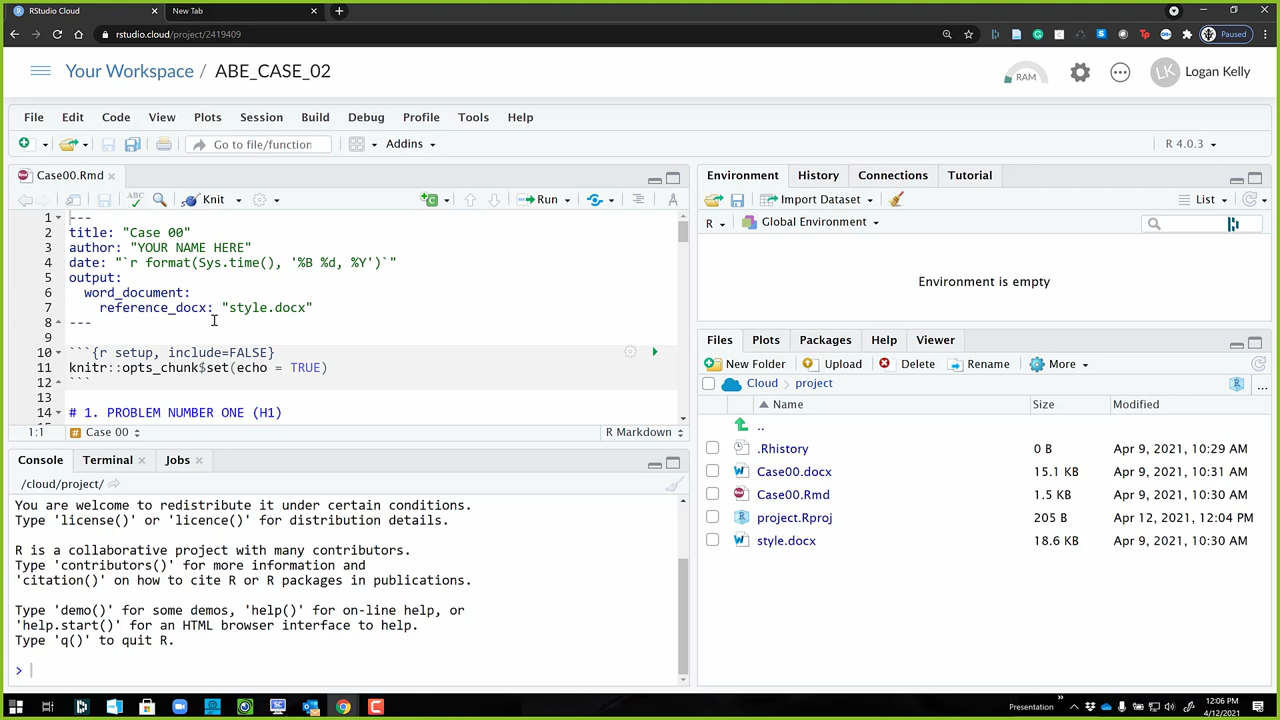 RStudio Cloud
New Tab
rstudio.cloud/project/2419409
Paused
Your Workspace / ABE_CASE_02
RAM
LK
Logan Kelly
File Edit Code View Plots Session Build Debug Profile Tools Help
Go to file/function
Addins
R 4.0.3
Case00.Rmd
ABC
Knit
Run
1 ---
2 title: "Case 00"
3 author: "YOUR NAME HERE"
4 date: "`r format(Sys.time(), '%B %d, %Y')`"
5 output:
6 word_document:
7 reference_docx: "style.docx"
8 ---
9
10 ```{r setup, include=FALSE}
11 knitr::opts_chunk$set(echo = TRUE)
12 ```
13
14 # 1. PROBLEM NUMBER ONE (H1)
1:1
# Case 00
R Markdown
Console Terminal Jobs
/cloud/project/
You are welcome to redistribute it under certain conditions.
Type 'license()' or 'licence()' for distribution details.
R is a collaborative project with many contributors.
Type 'contributors()' for more information and
'citation()' on how to cite R or R packages in publications.
Type 'demo()' for some demos, 'help()' for on-line help, or
'help.start()' for an HTML browser interface to help.
Type 'q()' to quit R.
>
Environment History Connections Tutorial
Import Dataset
List
R
Global Environment
Environment is empty
Files Plots Packages Help Viewer
New Folder Upload Delete Rename More
Cloud project
...
Name Size Modified
..
.Rhistory 0 B Apr 9, 2021, 10:29 AM
Case00.docx 15.1 KB Apr 9, 2021, 10:31 AM
Case00.Rmd 1.5 KB Apr 9, 2021, 10:30 AM
project.Rproj 205 B Apr 12, 2021, 12:04 PM
style.docx 18.6 KB Apr 9, 2021, 10:30 AM
Presentation
12:06 PM
4/12/2021